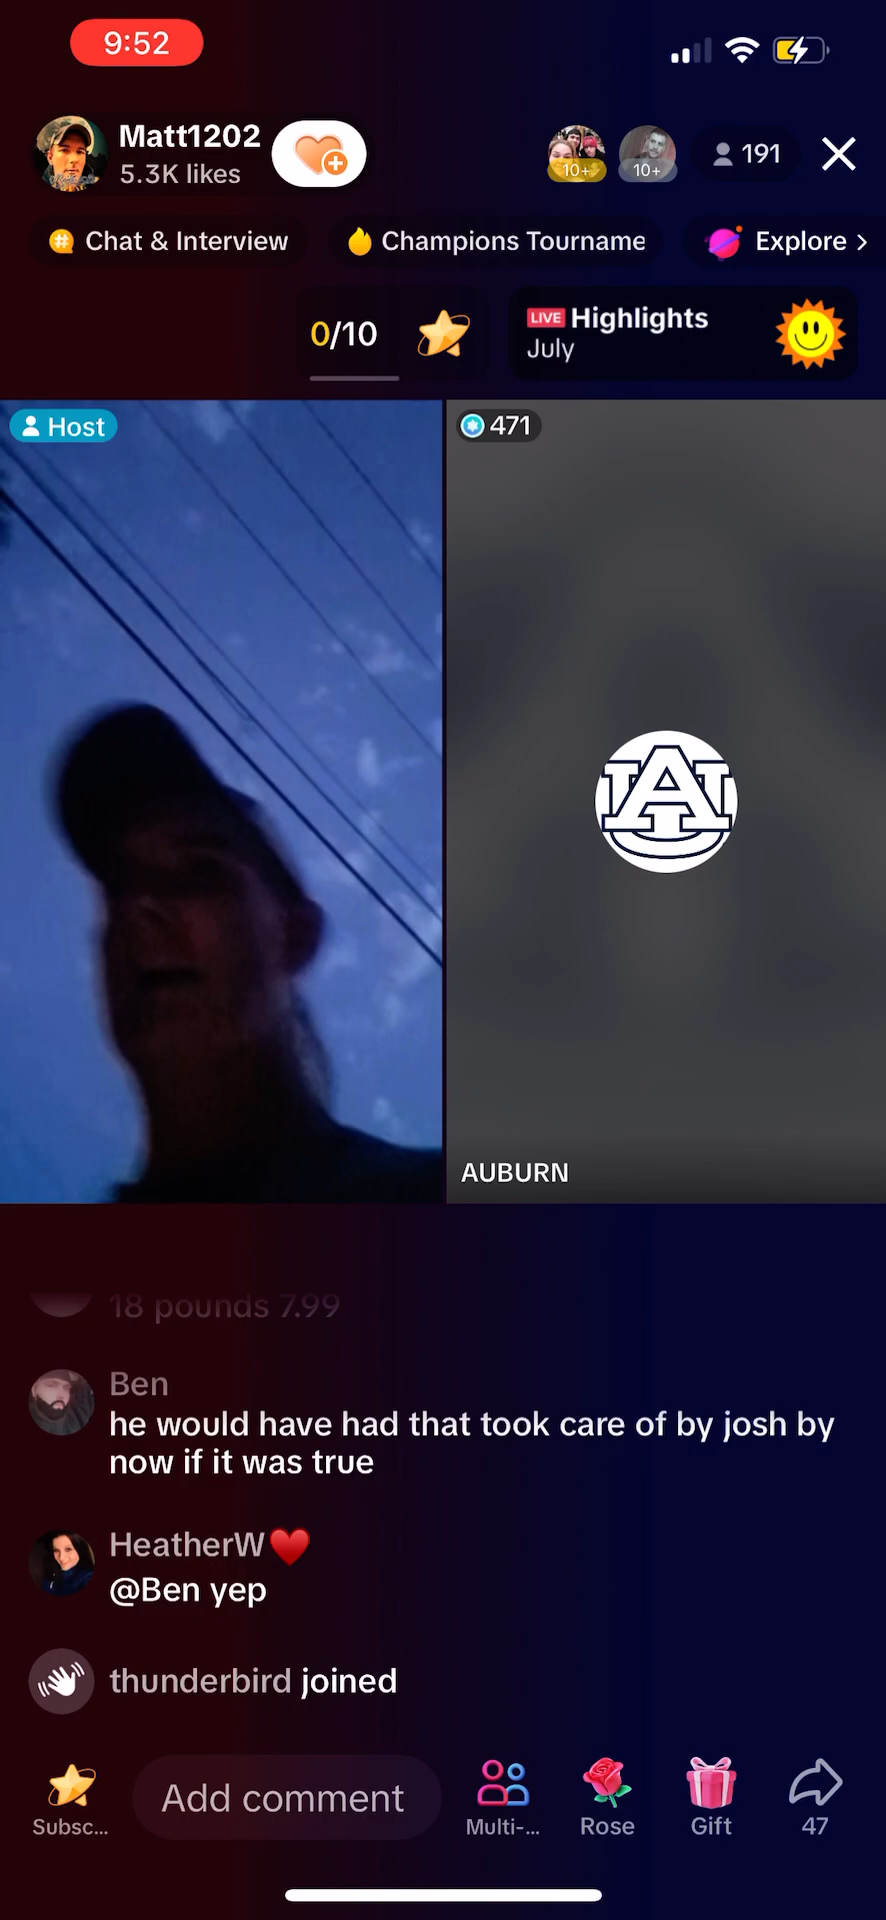 9:52
Matt1202
5.3K likes
10+
10+
191
Chat & Interview
Champions Tourname
Explore >
0/10
LIVE Highlights
July
Host
471
AU
AUBURN
18 pounds 7.99
Ben
he would have had that took care of by josh by
now if it was true
HeatherW❤️
@Ben yep
thunderbird joined
Subsc...
Add comment
Multi-...
Rose
Gift
47